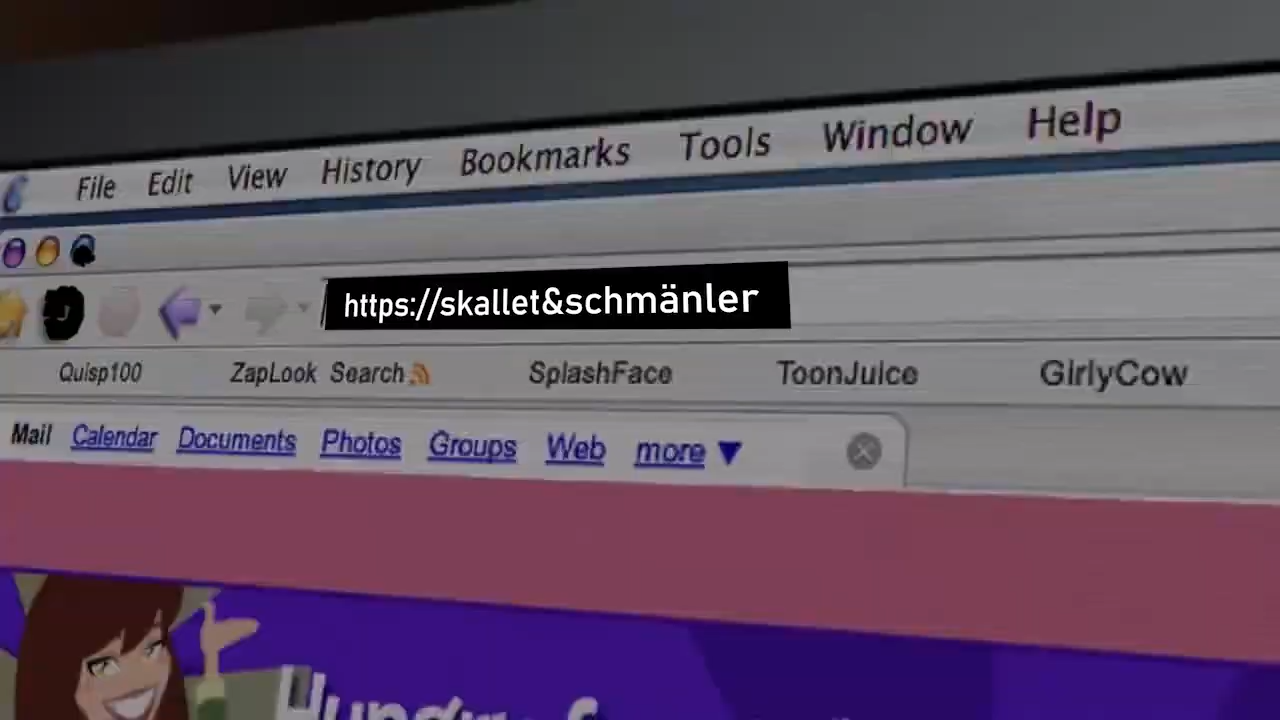 File Edit View History Bookmarks Tools Window Help
https://skallet&schmänler
Quisp100 ZapLook Search SplashFace ToonJuice GirlyCow
Mail Calendar Documents Photos Groups Web more